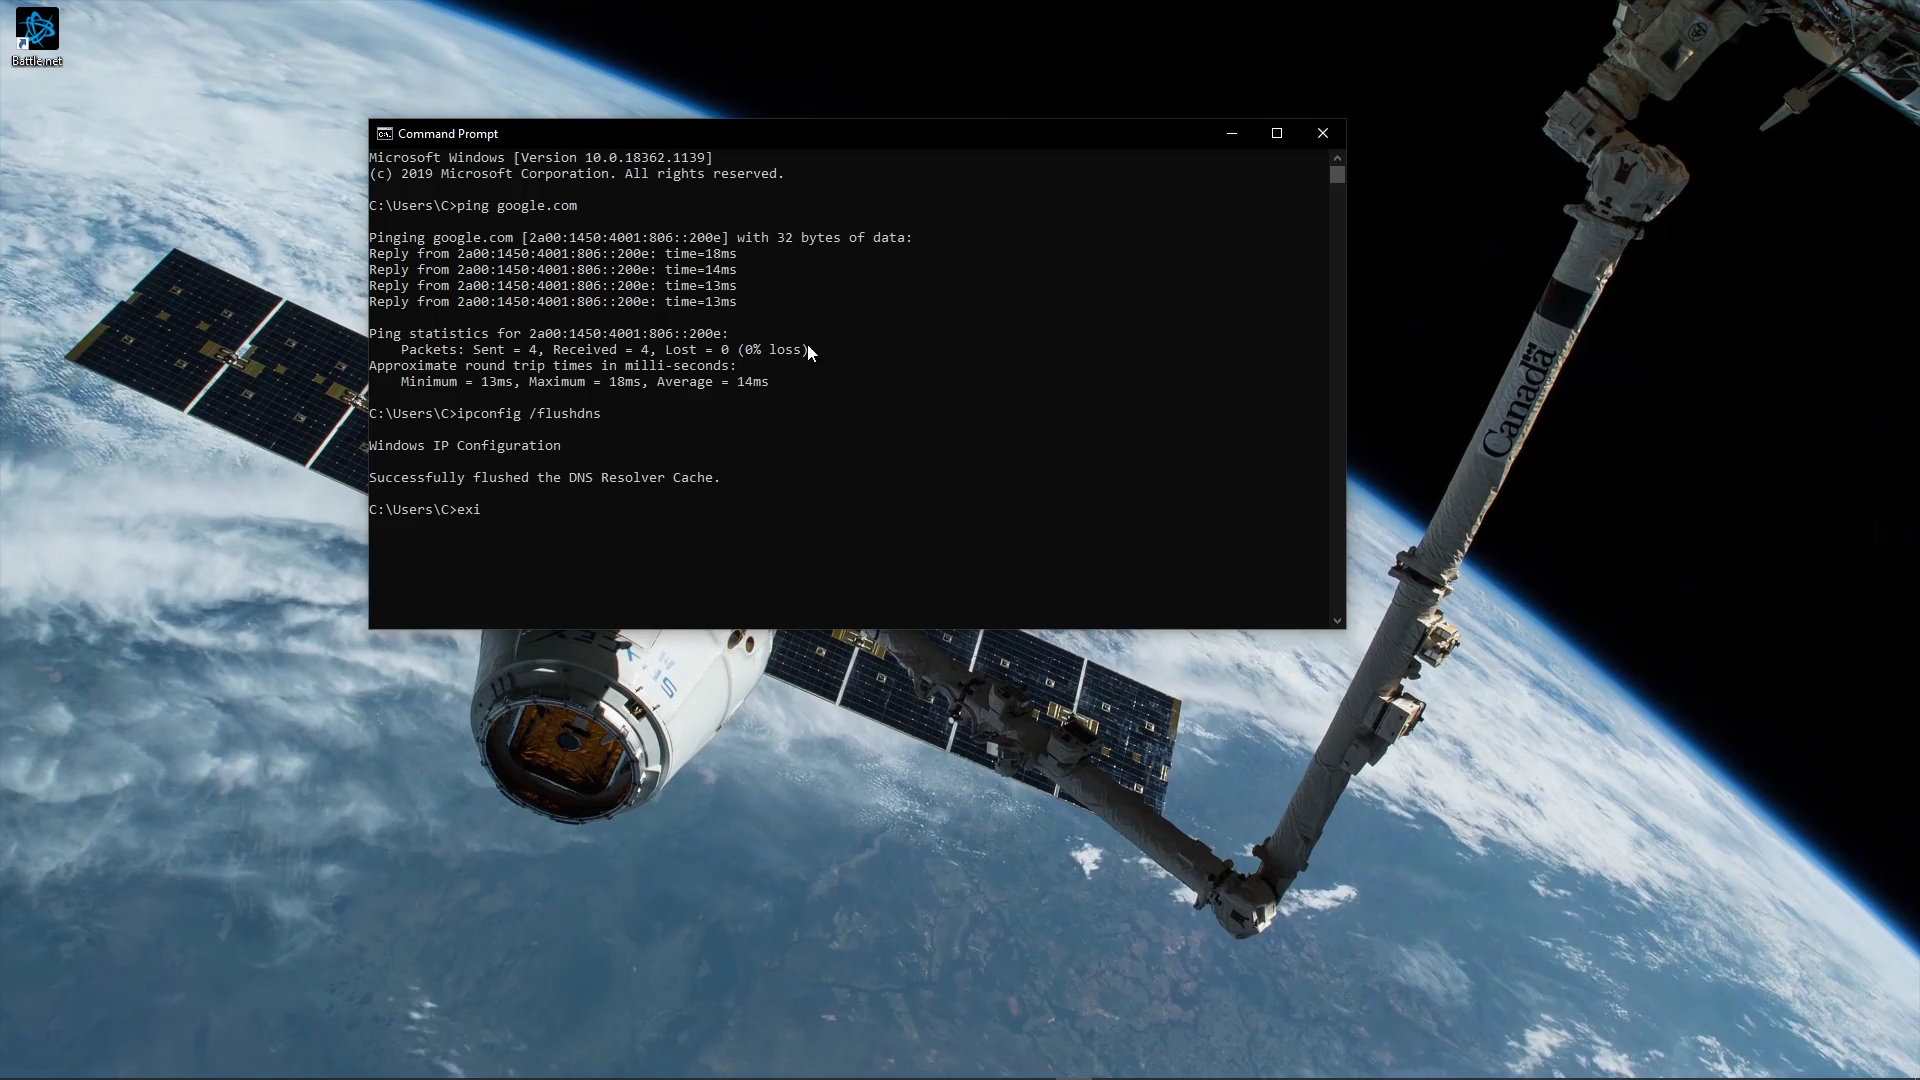 Battle.net
Command Prompt
Microsoft Windows [Version 10.0.18362.1139]
(c) 2019 Microsoft Corporation. All rights reserved.
C:\Users\C>ping google.com
Pinging google.com [2a00:1450:4001:806::200e] with 32 bytes of data:
Reply from 2a00:1450:4001:806::200e: time=18ms
Reply from 2a00:1450:4001:806::200e: time=14ms
Reply from 2a00:1450:4001:806::200e: time=13ms
Reply from 2a00:1450:4001:806::200e: time=13ms
Ping statistics for 2a00:1450:4001:806::200e:
Packets: Sent = 4, Received = 4, Lost = 0 (0% loss)
Approximate round trip times in milli-seconds:
Minimum = 13ms, Maximum = 18ms, Average = 14ms
C:\Users\C>ipconfig /flushdns
Windows IP Configuration
Successfully flushed the DNS Resolver Cache.
C:\Users\C>exi
Canada